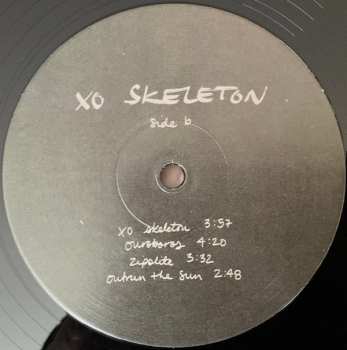 XO SKELETON
Side b
XO skeleton 3:57
Ouroboros 4:20
Zipolite 3:32
Outrun the Sun 2:48